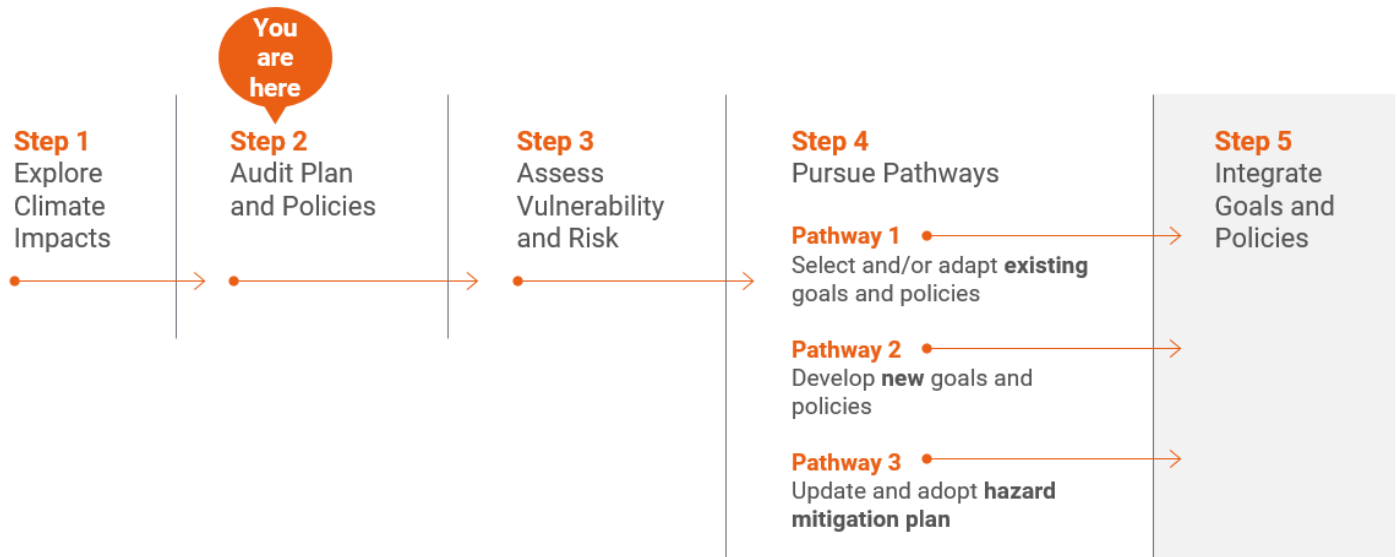 You
are
here
Step 1
Explore
Climate
Impacts
Step 2
Audit Plan
and Policies
Step 3
Assess
Vulnerability
and Risk
Step 4
Pursue Pathways
Pathway 1
Select and/or adapt existing
goals and policies
Pathway 2
Develop new goals and
policies
Pathway 3
Update and adopt hazard
mitigation plan
Step 5
Integrate
Goals and
Policies